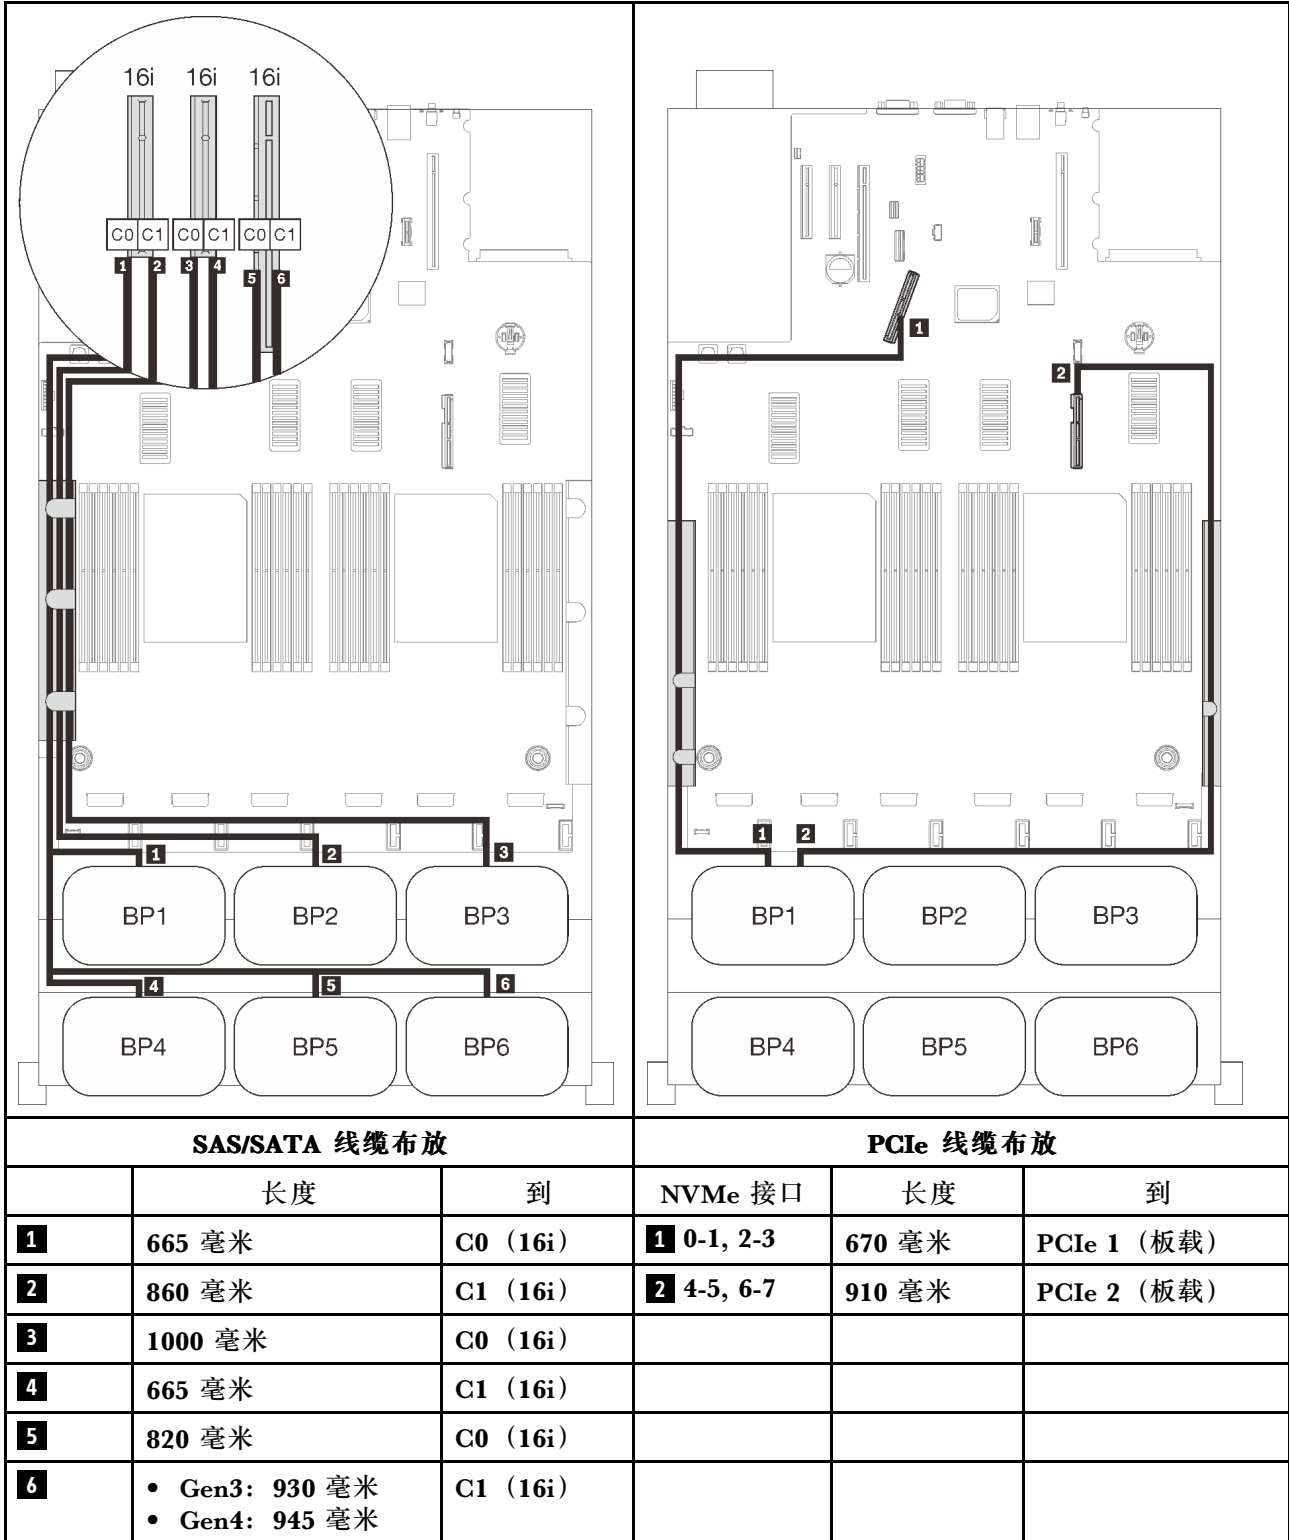 16i 16i 16i
C0 C1 C0 C1 C0 C1
1 2 3 4 5 6
1
2
1 2 3
1 2
BP1 BP2 BP3
BP1 BP2 BP3
4 5 6
BP4 BP5 BP6
BP4 BP5 BP6
SAS/SATA 线缆布放 PCIe 线缆布放
长度 到 NVMe 接口 长度 到
1 665 毫米 C0（16i） 1 0-1, 2-3 670 毫米 PCIe 1（板载）
2 860 毫米 C1（16i） 2 4-5, 6-7 910 毫米 PCIe 2（板载）
3 1000 毫米 C0（16i）
4 665 毫米 C1（16i）
5 820 毫米 C0（16i）
6 • Gen3：930 毫米 C1（16i）
• Gen4：945 毫米